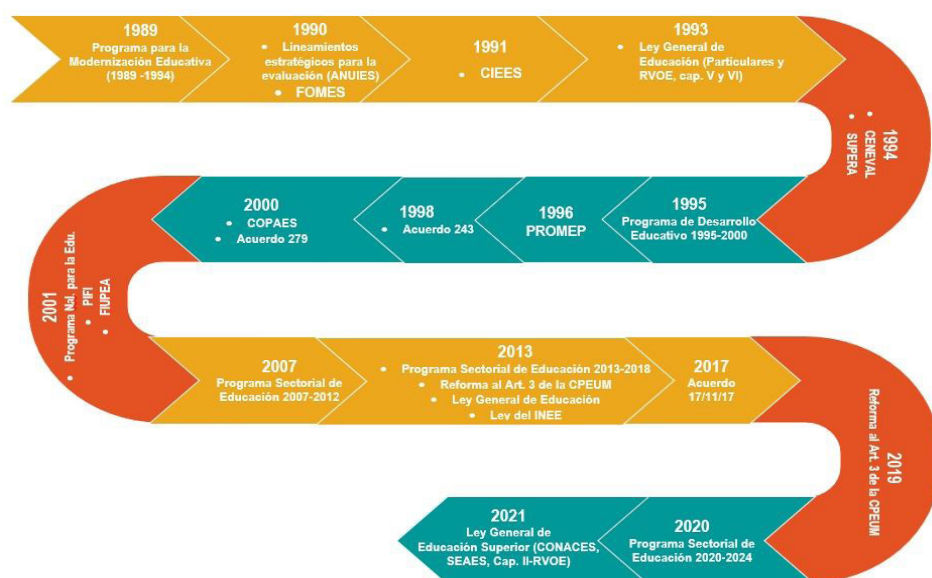 1989
Programa para la
Modernización Educativa
(1989 -1994)
1990
• Lineamientos
estratégicos para la
evaluación (ANUIES)
• FOMES
1991
• CIEES
1993
• Ley General de
Educación (Particulares y
RVOE, cap. V y VI)
1994
• CENEVAL
• SUPERA
1995
Programa de Desarrollo
Educativo 1995-2000
1996
PROMEP
1998
• Acuerdo 243
2000
• COPAES
• Acuerdo 279
2001
• Programa Nal. para la Edu.
• PIFI
• FIUPEA
2007
Programa Sectorial de
Educación 2007-2012
2013
• Programa Sectorial de Educación 2013-2018
• Reforma al Art. 3 de la CPEUM
• Ley General de Educación
• Ley del INEE
2017
Acuerdo
17/11/17
2019
Reforma al Art. 3 de la CPEUM
2020
Programa Sectorial de
Educación 2020-2024
2021
Ley General de
Educación Superior (CONACES,
SEAES, Cap. II-RVOE)